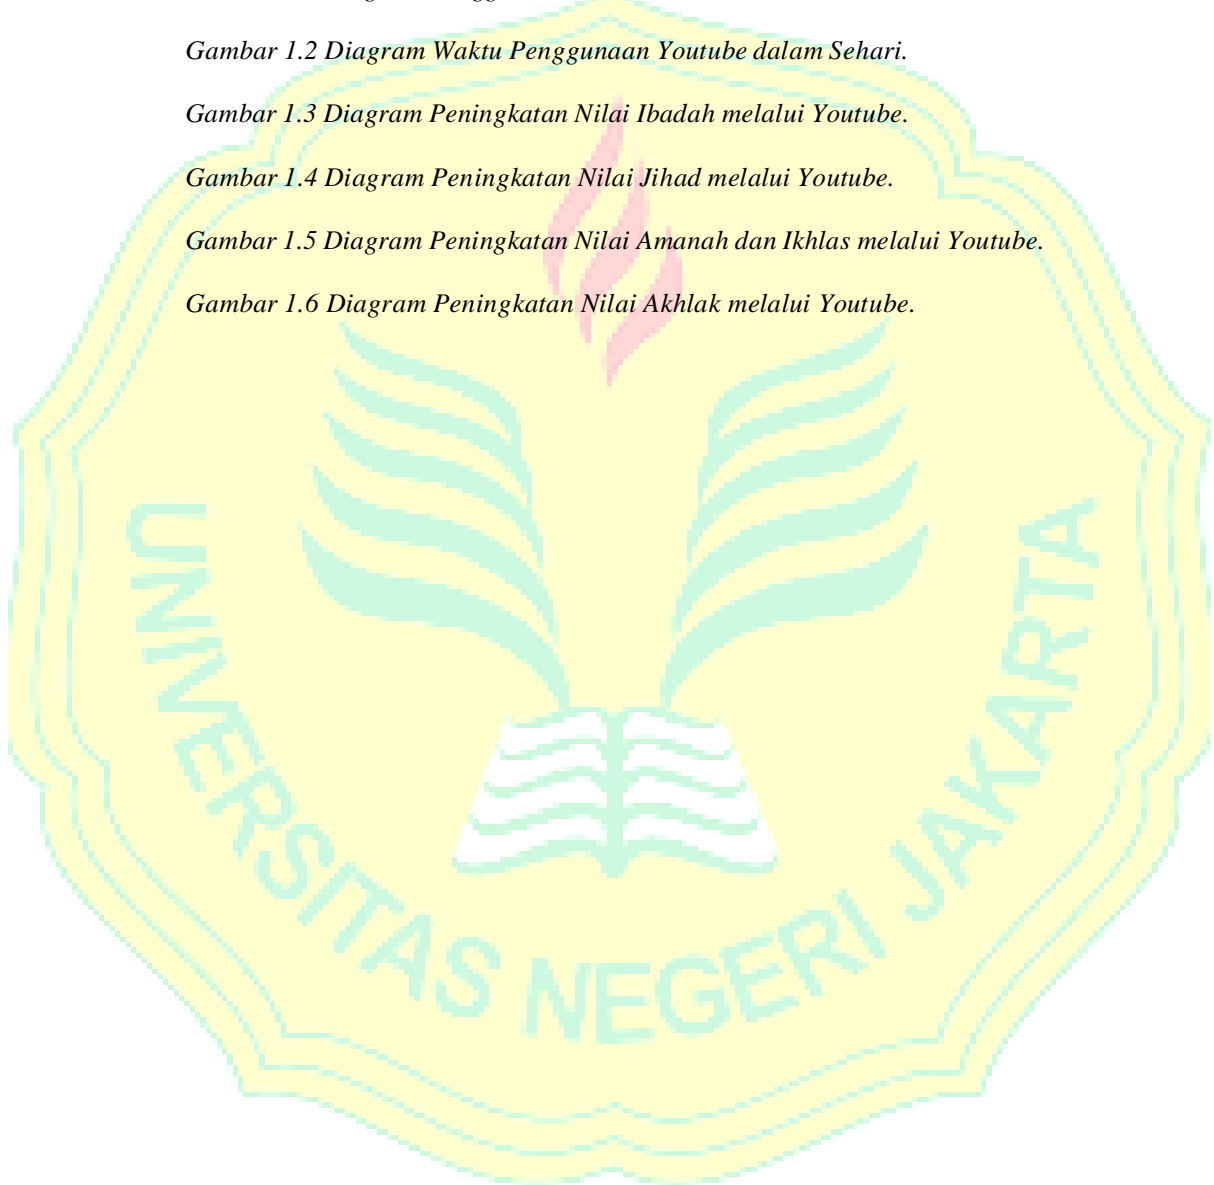 Gambar 1.2 Diagram Waktu Penggunaan Youtube dalam Sehari.
Gambar 1.3 Diagram Peningkatan Nilai Ibadah melalui Youtube.
Gambar 1.4 Diagram Peningkatan Nilai Jihad melalui Youtube.
Gambar 1.5 Diagram Peningkatan Nilai Amanah dan Ikhlas melalui Youtube.
Gambar 1.6 Diagram Peningkatan Nilai Akhlak melalui Youtube.
UNIVERSITAS NEGERI JAKARTA